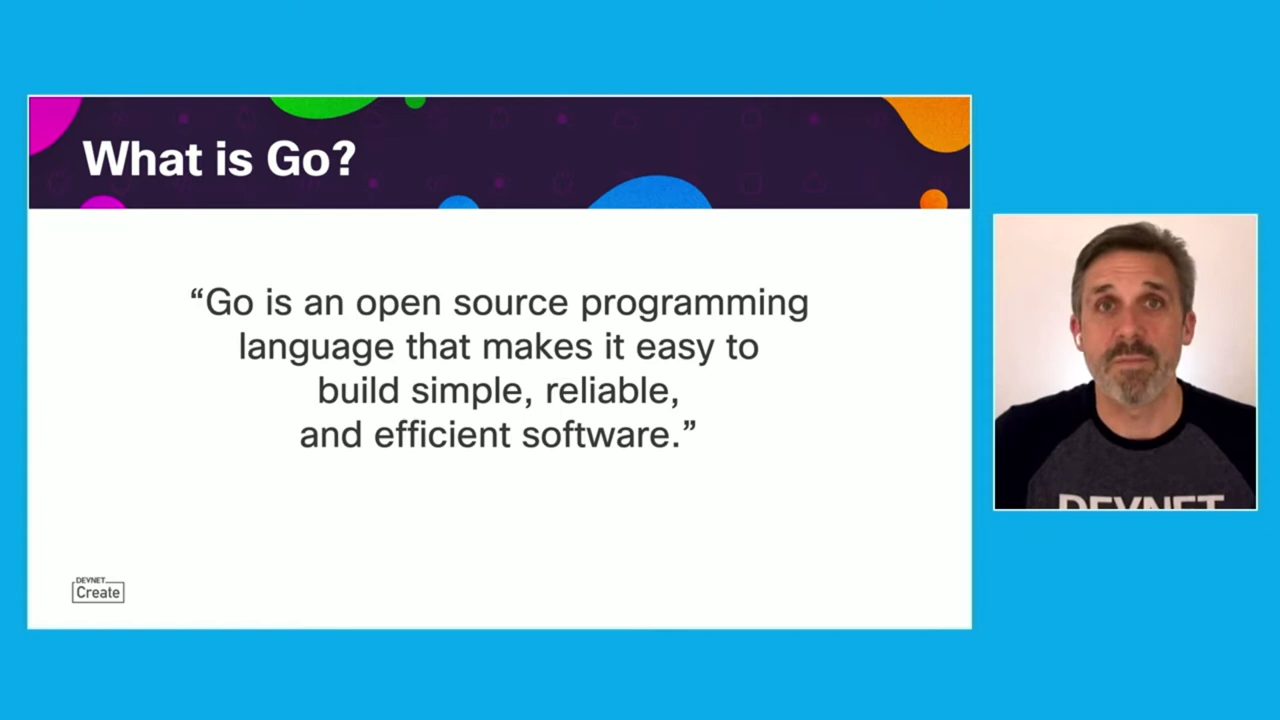 What is Go?
“Go is an open source programming
language that makes it easy to
build simple, reliable,
and efficient software.”
DEVNET
Create
DEVNET